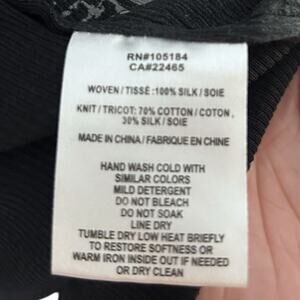 RN#105184
CA#22465
WOVEN / TISSÉ :100% SILK / SOIE
KNIT / TRICOT: 70% COTTON / COTON ,
30% SILK / SOIE
MADE IN CHINA / FABRIQUE EN CHINE
HAND WASH COLD WITH
SIMILAR COLORS
MILD DETERGENT
DO NOT BLEACH
DO NOT SOAK
LINE DRY
TUMBLE DRY LOW HEAT BRIEFLY
TO RESTORE SOFTNESS OR
WARM IRON INSIDE OUT IF NEEDED
OR DRY CLEAN